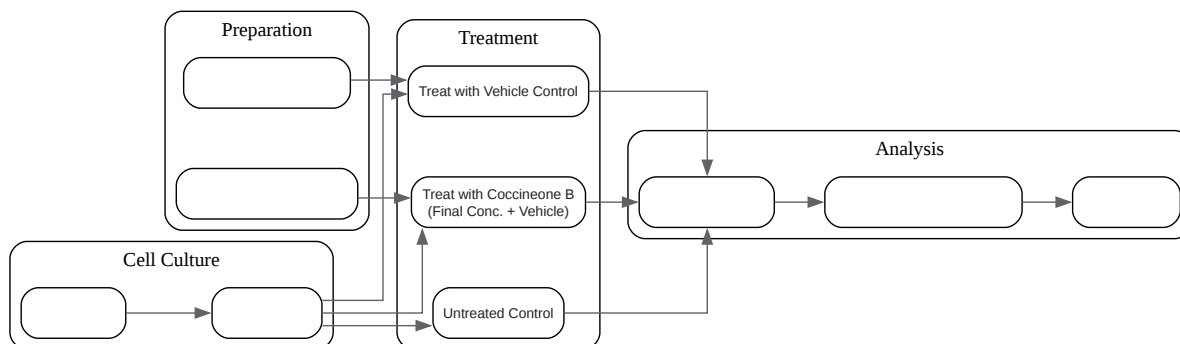 Preparation
Treatment
Treat with Vehicle Control
Analysis
Treat with Coccineone B
(Final Conc. + Vehicle)
Cell Culture
Untreated Control